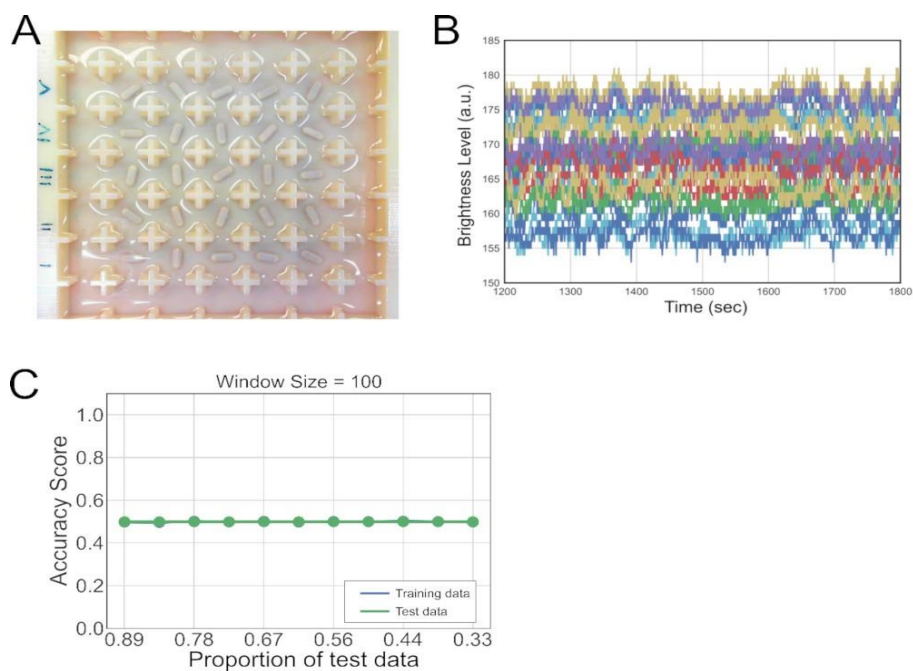 A
V
IV
III
II
I
B
185
180
175
170
165
160
155
150
Brightness Level (a.u.)
1200
1300
1400
1500
1600
1700
1800
Time (sec)
C
Window Size = 100
1.0
0.8
0.6
0.4
0.2
0.0
Accuracy Score
Training data
Test data
0.89
0.78
0.67
0.56
0.44
0.33
Proportion of test data